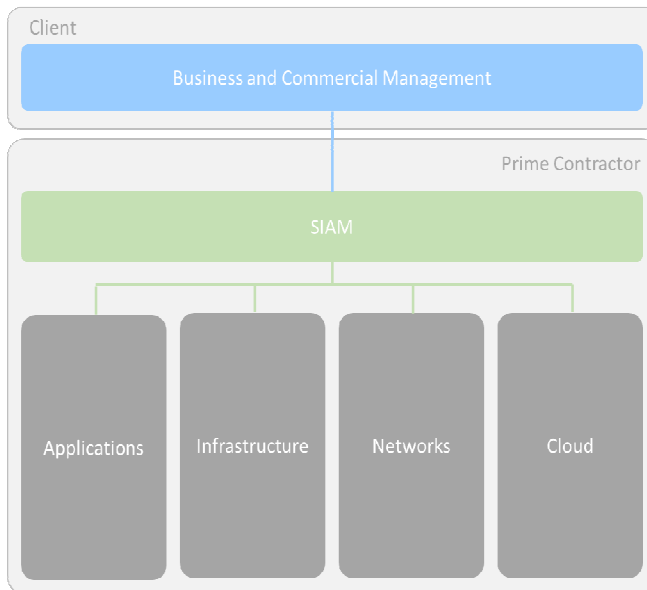 Client
Business and Commercial Management
Prime Contractor
SIAM
Applications
Infrastructure
Networks
Cloud